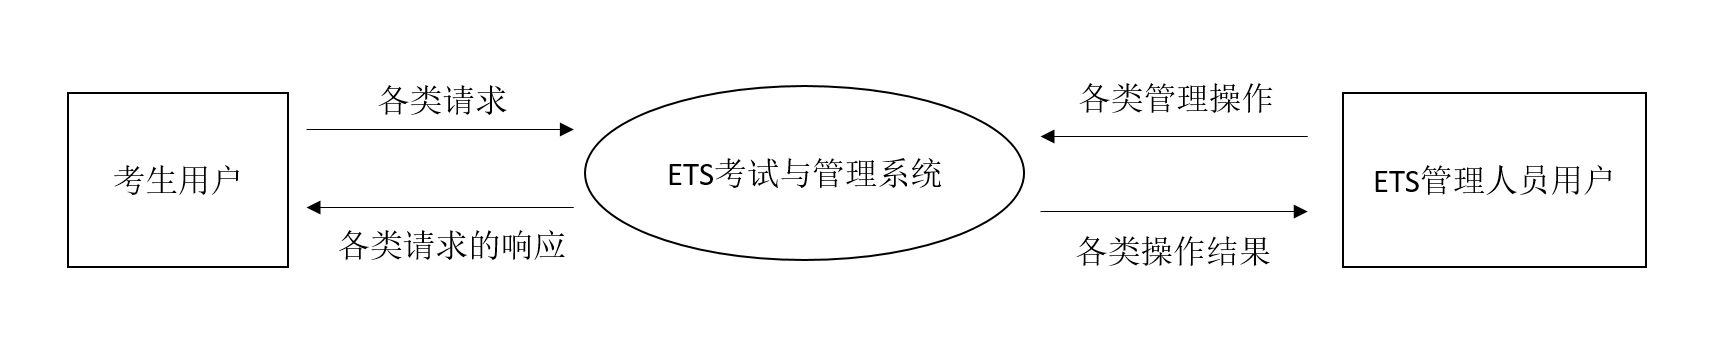 各类请求
各类管理操作
考生用户
ETS考试与管理系统
ETS管理人员用户
各类请求的响应
各类操作结果